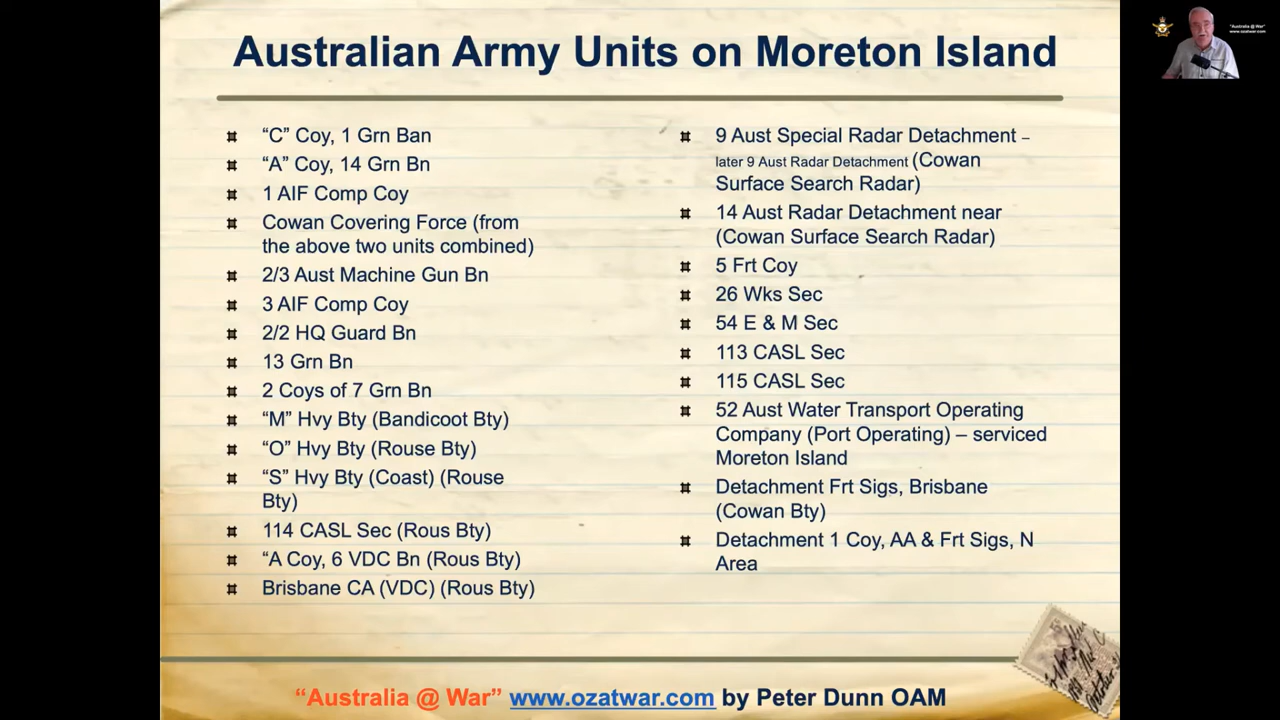 Australian Army Units on Moreton Island
“C” Coy, 1 Grn Ban
“A” Coy, 14 Grn Bn
1 AIF Comp Coy
Cowan Covering Force (from
the above two units combined)
2/3 Aust Machine Gun Bn
3 AIF Comp Coy
2/2 HQ Guard Bn
13 Grn Bn
2 Coys of 7 Grn Bn
“M” Hvy Bty (Bandicoot Bty)
“O” Hvy Bty (Rouse Bty)
“S” Hvy Bty (Coast) (Rouse
Bty)
114 CASL Sec (Rous Bty)
“A Coy, 6 VDC Bn (Rous Bty)
Brisbane CA (VDC) (Rous Bty)
9 Aust Special Radar Detachment –
later 9 Aust Radar Detachment (Cowan
Surface Search Radar)
14 Aust Radar Detachment near
(Cowan Surface Search Radar)
5 Frt Coy
26 Wks Sec
54 E & M Sec
113 CASL Sec
115 CASL Sec
52 Aust Water Transport Operating
Company (Port Operating) – serviced
Moreton Island
Detachment Frt Sigs, Brisbane
(Cowan Bty)
Detachment 1 Coy, AA & Frt Sigs, N
Area
“Australia @ War” www.ozatwar.com by Peter Dunn OAM
"Australia @ War"
www.ozatwar.com